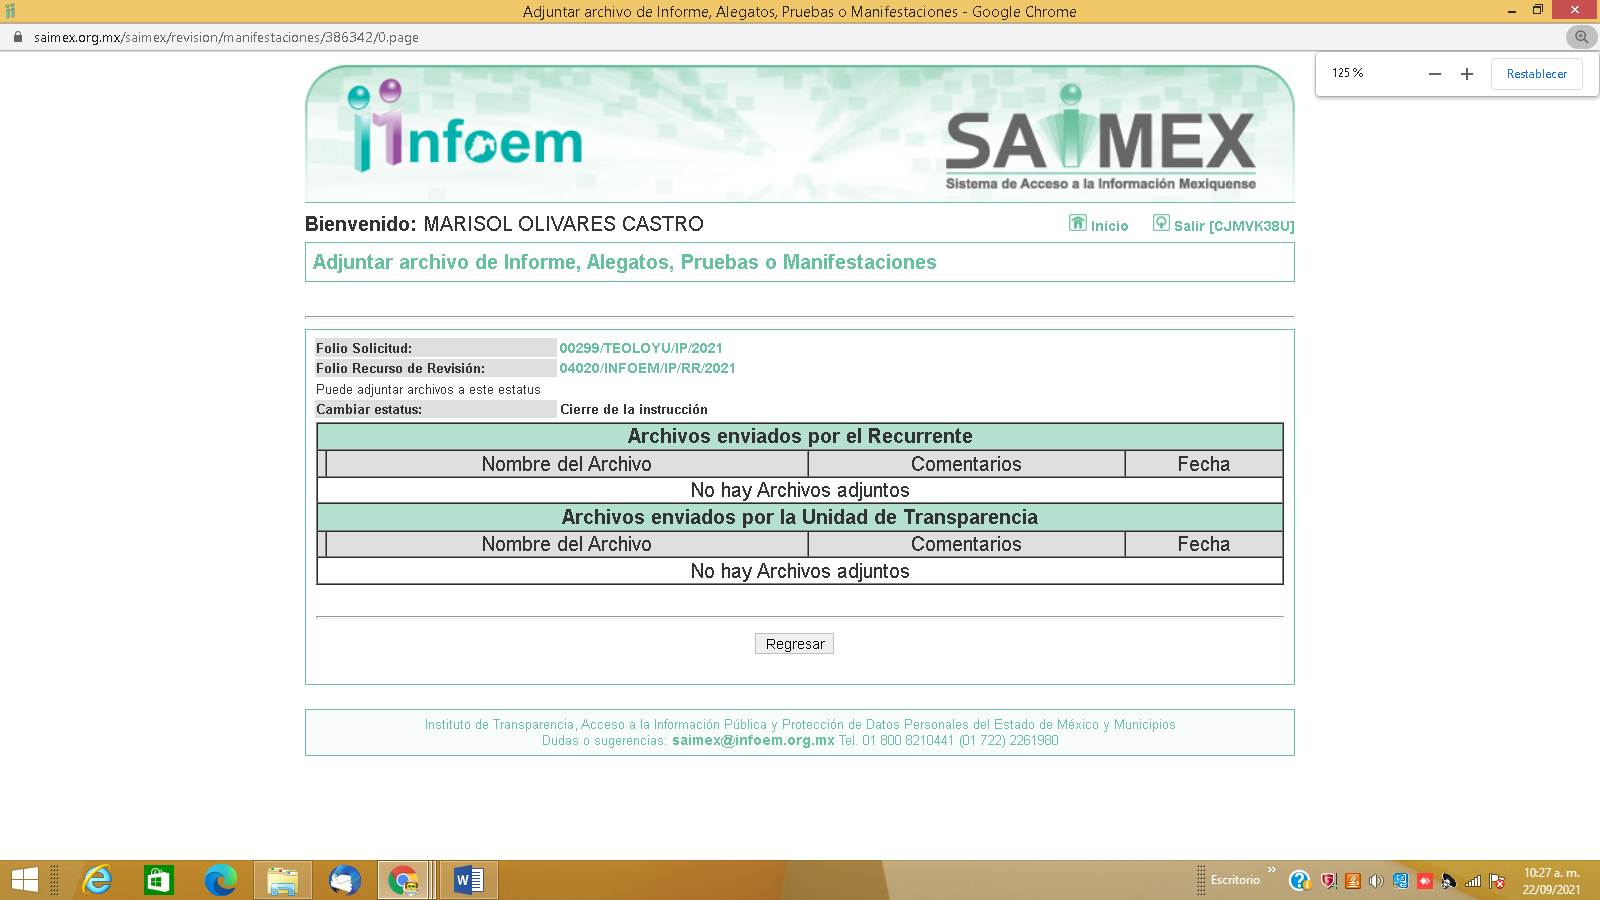 Adjuntar archivo de Informe, Alegatos, Pruebas o Manifestaciones - Google Chrome
saimex.org.mx/saimex/revision/manifestaciones/386342/0.page
125 %
Restablecer
infoem
SAIMEX
Sistema de Acceso a la Información Mexiquense
Bienvenido: MARISOL OLIVARES CASTRO
Inicio
Salir [CJMVK38U]
Adjuntar archivo de Informe, Alegatos, Pruebas o Manifestaciones
Folio Solicitud: 00299/TEOLOYU/IP/2021
Folio Recurso de Revisión: 04020/INFOEM/IP/RR/2021
Puede adjuntar archivos a este estatus
Cambiar estatus: Cierre de la instrucción
Archivos enviados por el Recurrente
Nombre del Archivo Comentarios Fecha
No hay Archivos adjuntos
Archivos enviados por la Unidad de Transparencia
Nombre del Archivo Comentarios Fecha
No hay Archivos adjuntos
Regresar
Instituto de Transparencia, Acceso a la Información Pública y Protección de Datos Personales del Estado de México y Municipios
Dudas o sugerencias: saimex@infoem.org.mx Tel. 01 800 8210441 (01 722) 2261980
Escritorio
10:27 a. m.
22/09/2021